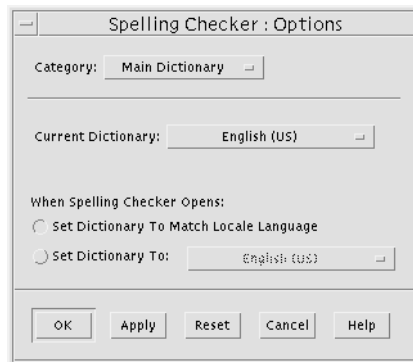 Spelling Checker : Options
Category: Main Dictionary
Current Dictionary: English (US)
When Spelling Checker Opens:
Set Dictionary To Match Locale Language
Set Dictionary To: English (US)
OK Apply Reset Cancel Help